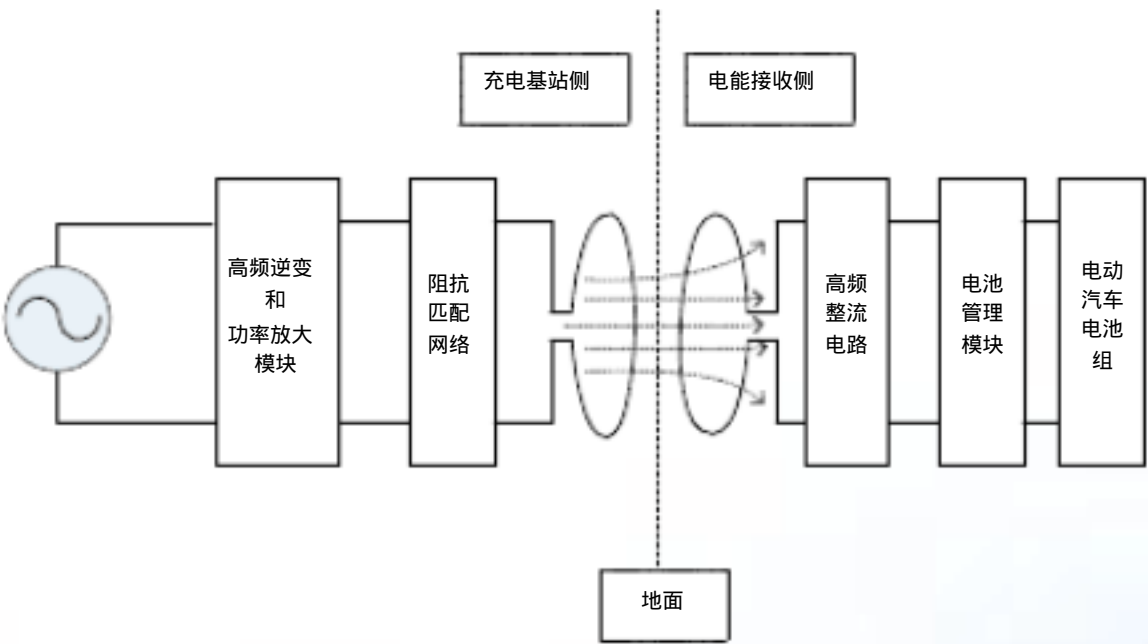 充电基站侧
电能接收侧
高频逆变
和
功率放大
模块
阻抗
匹配
网络
高频
整流
电路
电池
管理
模块
电动
汽车
电池
组
地面